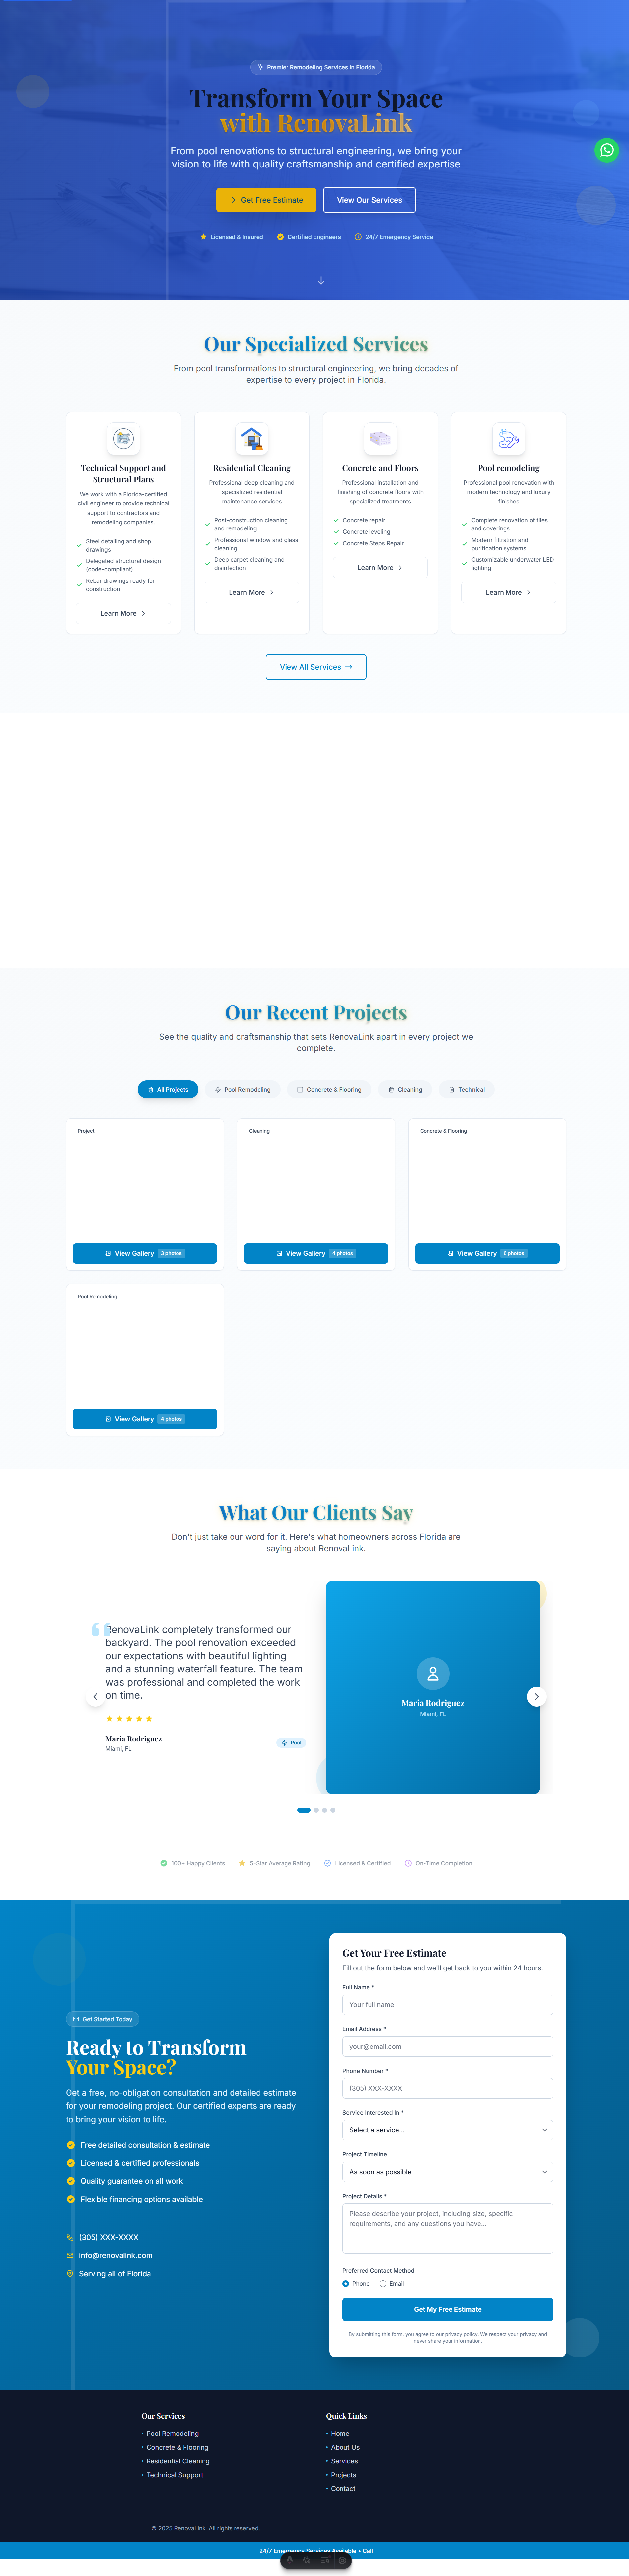 Premier Remodeling Services in Florida
Transform Your Space
with RenovaLink
From pool renovations to structural engineering, we bring your
vision to life with quality craftsmanship and certified expertise
Get Free Estimate
View Our Services
Licensed & Insured
Certified Engineers
24/7 Emergency Service
Our Specialized Services
From pool transformations to structural engineering, we bring decades of
expertise to every project in Florida.
Technical Support and
Structural Plans
We work with a Florida-certified
civil engineer to provide technical
support to contractors and
remodeling companies.
Steel detailing and shop
drawings
Delegated structural design
(code-compliant).
Rebar drawings ready for
construction
Learn More
Residential Cleaning
Professional deep cleaning and
specialized residential
maintenance services
Post-construction cleaning
and remodeling
Professional window and glass
cleaning
Deep carpet cleaning and
disinfection
Learn More
Concrete and Floors
Professional installation and
finishing of concrete floors with
specialized treatments
Concrete repair
Concrete leveling
Concrete Steps Repair
Learn More
Pool remodeling
Professional pool renovation with
modern technology and luxury
finishes
Complete renovation of tiles
and coverings
Modern filtration and
purification systems
Customizable underwater LED
lighting
Learn More
View All Services
Our Recent Projects
See the quality and craftsmanship that sets RenovaLink apart in every project we
complete.
All Projects
Pool Remodeling
Concrete & Flooring
Cleaning
Technical
Project
View Gallery 3 photos
Cleaning
View Gallery 4 photos
Concrete & Flooring
View Gallery 6 photos
Pool Remodeling
View Gallery 4 photos
What Our Clients Say
Don't just take our word for it. Here's what homeowners across Florida are
saying about RenovaLink.
RenovaLink completely transformed our
backyard. The pool renovation exceeded
our expectations with beautiful lighting
and a stunning waterfall feature. The team
was professional and completed the work
on time.
Maria Rodriguez
Miami, FL
Pool
Maria Rodriguez
Miami, FL
100+ Happy Clients
5-Star Average Rating
Licensed & Certified
On-Time Completion
Get Started Today
Ready to Transform
Your Space?
Get a free, no-obligation consultation and detailed estimate
for your remodeling project. Our certified experts are ready
to bring your vision to life.
Free detailed consultation & estimate
Licensed & certified professionals
Quality guarantee on all work
Flexible financing options available
(305) XXX-XXXX
info@renovalink.com
Serving all of Florida
Get Your Free Estimate
Fill out the form below and we'll get back to you within 24 hours.
Full Name *
Your full name
Email Address *
your@email.com
Phone Number *
(305) XXX-XXXX
Service Interested In *
Select a service...
Project Timeline
As soon as possible
Project Details *
Please describe your project, including size, specific
requirements, and any questions you have...
Preferred Contact Method
Phone
Email
Get My Free Estimate
By submitting this form, you agree to our privacy policy. We respect your privacy and
never share your information.
Our Services
Pool Remodeling
Concrete & Flooring
Residential Cleaning
Technical Support
Quick Links
Home
About Us
Services
Projects
Contact
© 2025 RenovaLink. All rights reserved.
24/7 Emergency Services Available • Call